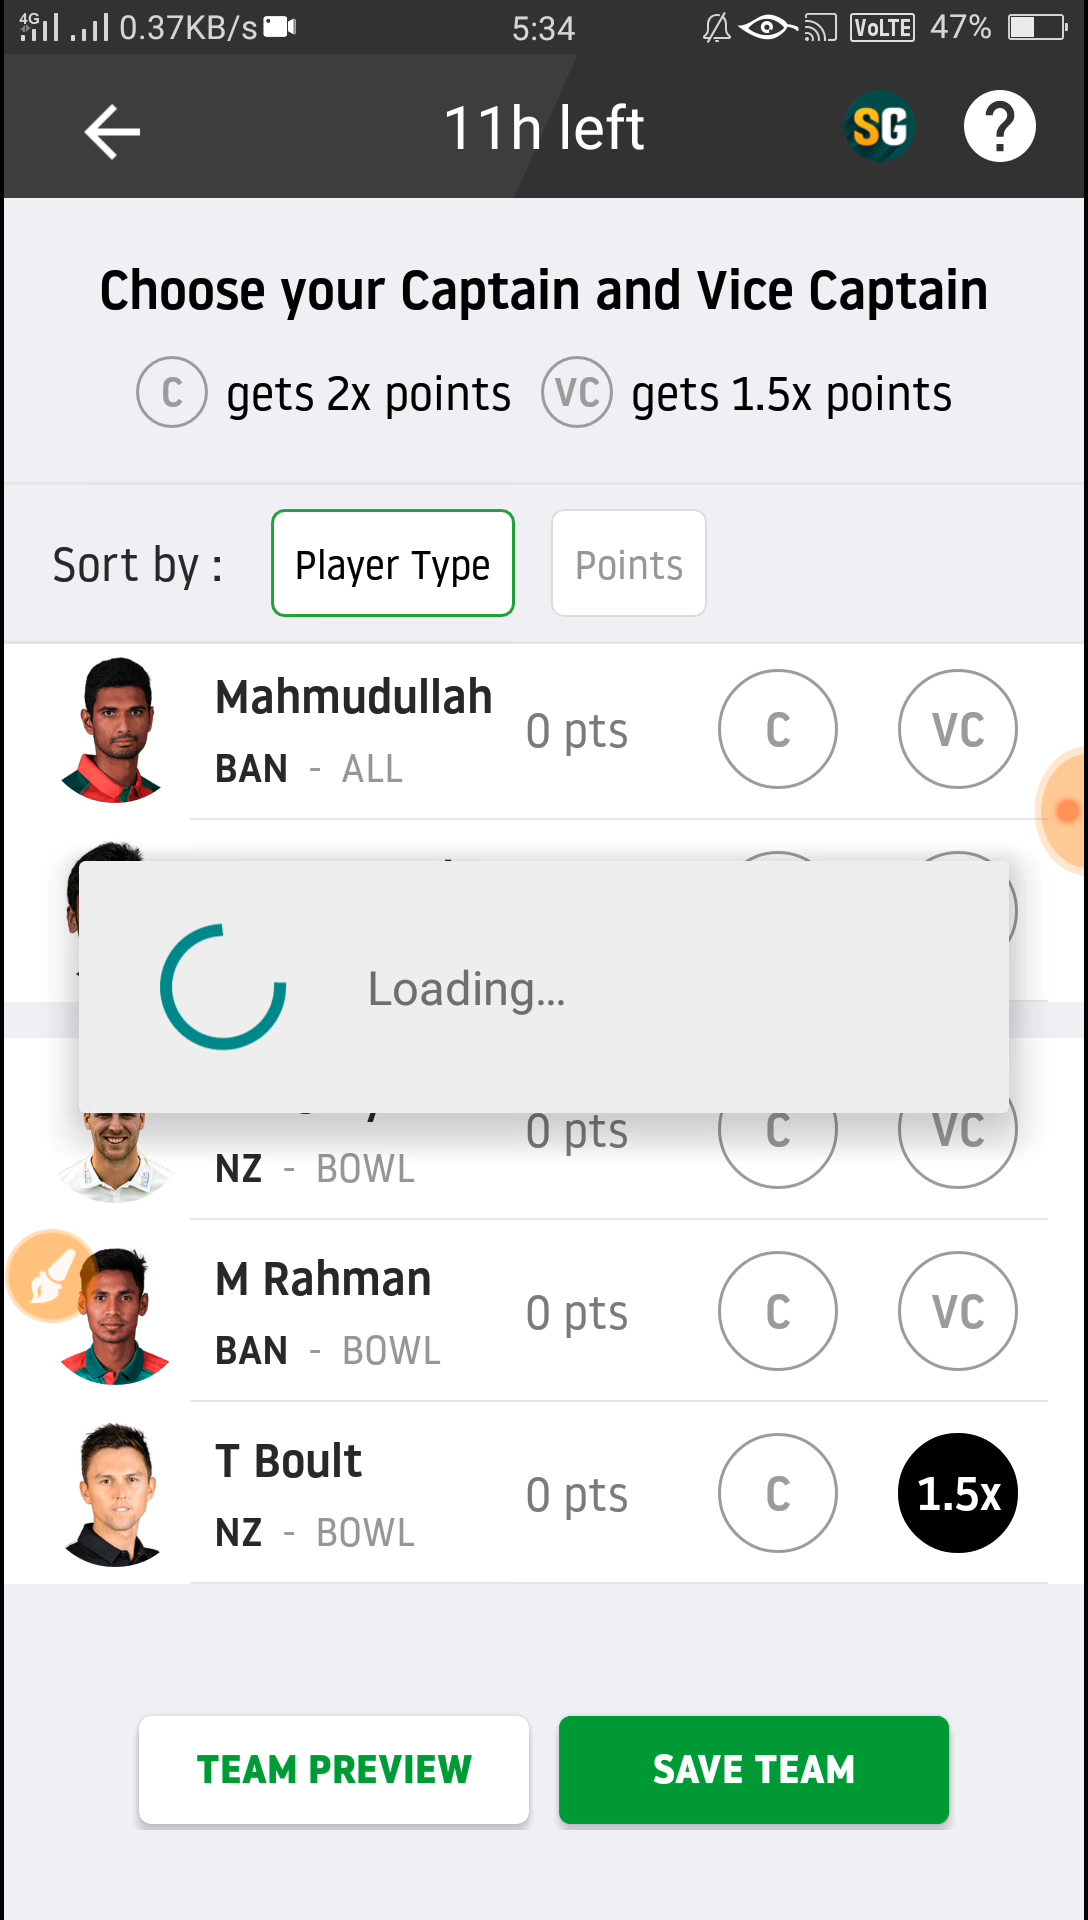 4G 0.37KB/s 5:34 VoLTE 47%
11h left SG ?
Choose your Captain and Vice Captain
C gets 2x points VC gets 1.5x points
Sort by : Player Type Points
Mahmudullah
0 pts C VC
BAN - ALL
Loading...
0 pts C VC
NZ - BOWL
M Rahman
0 pts C VC
BAN - BOWL
T Boult
0 pts C 1.5x
NZ - BOWL
TEAM PREVIEW SAVE TEAM